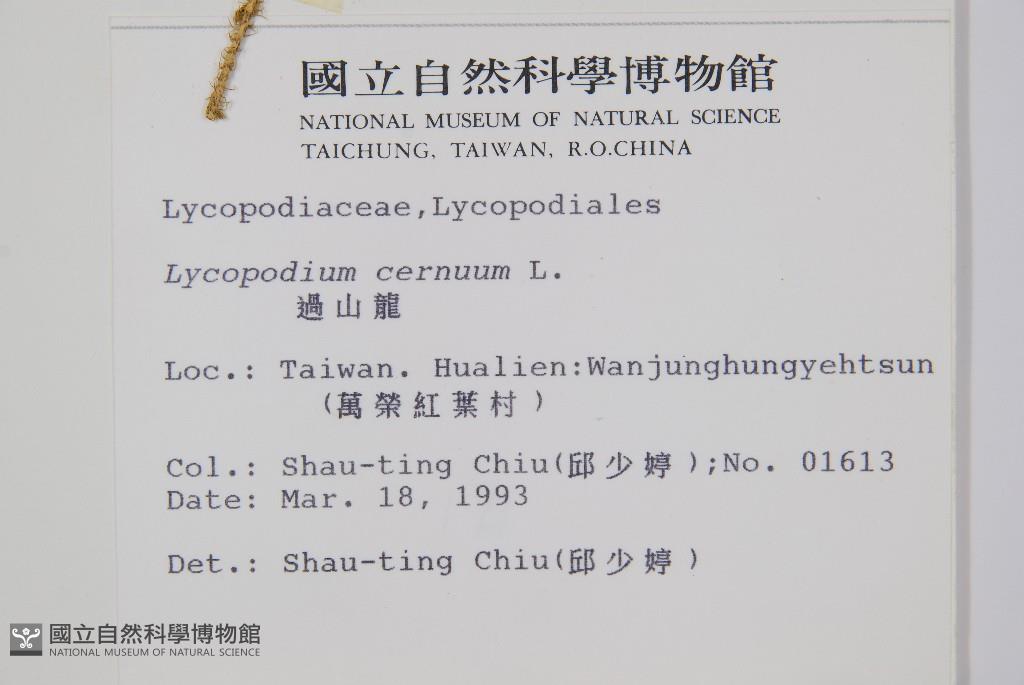 國立自然科學博物館
NATIONAL MUSEUM OF NATURAL SCIENCE
TAICHUNG, TAIWAN, R.O.CHINA
Lycopodiaceae,Lycopodiales
Lycopodium cernuum L.
過山龍
Loc.: Taiwan. Hualien:Wanjunghungyehtsun
(萬榮紅葉村)
Col.: Shau-ting Chiu(邱少婷);No. 01613
Date: Mar. 18, 1993
Det.: Shau-ting Chiu(邱少婷)
國立自然科學博物館
NATIONAL MUSEUM OF NATURAL SCIENCE